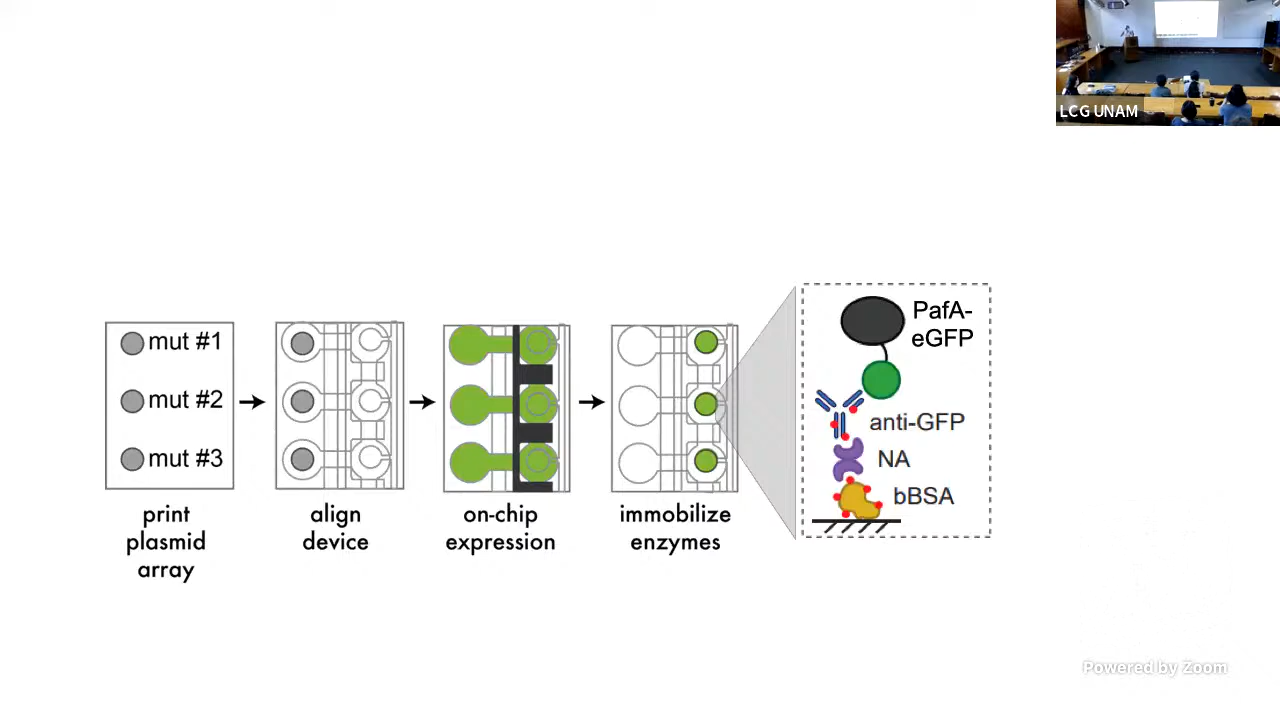 LCG UNAM
mut #1
mut #2
mut #3
print
plasmid
array
align
device
on-chip
expression
immobilize
enzymes
PafA-
eGFP
anti-GFP
NA
bBSA
Powered by Zoom